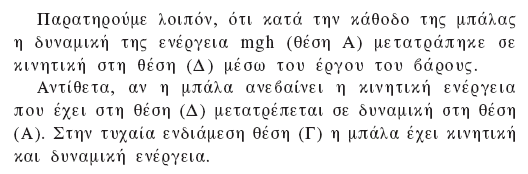 Παρατηρούμε λοιπόν, ότι κατά την κάθοδο της μπάλας
η δυναμική της ενέργεια mgh (θέση Α) μετατράπηκε σε
κινητική στη θέση (Δ) μέσω του έργου του βάρους.
Αντίθετα, αν η μπάλα ανεβαίνει η κινητική ενέργεια
που έχει στη θέση (Δ) μετατρέπεται σε δυναμική στη θέση
(Α). Στην τυχαία ενδιάμεση θέση (Γ) η μπάλα έχει κινητική
και δυναμική ενέργεια.